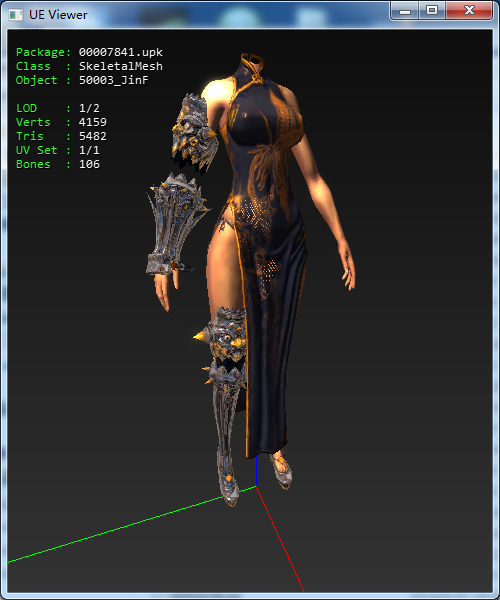 UE Viewer
Package: 00007841.upk
Class : SkeletalMesh
Object : 50003_JinF
LOD : 1/2
Verts : 4159
Tris : 5482
UV Set : 1/1
Bones : 106